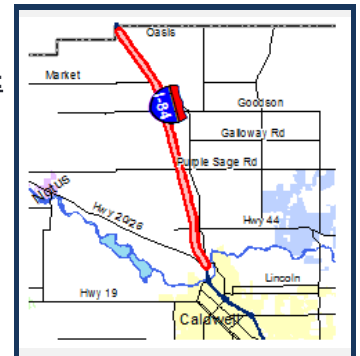 Oasis
Market
I-84
Goodson
Galloway Rd
Purple Sage Rd
Notus
Hwy 20/26
Hwy 44
Lincoln
Hwy 19
Caldwell